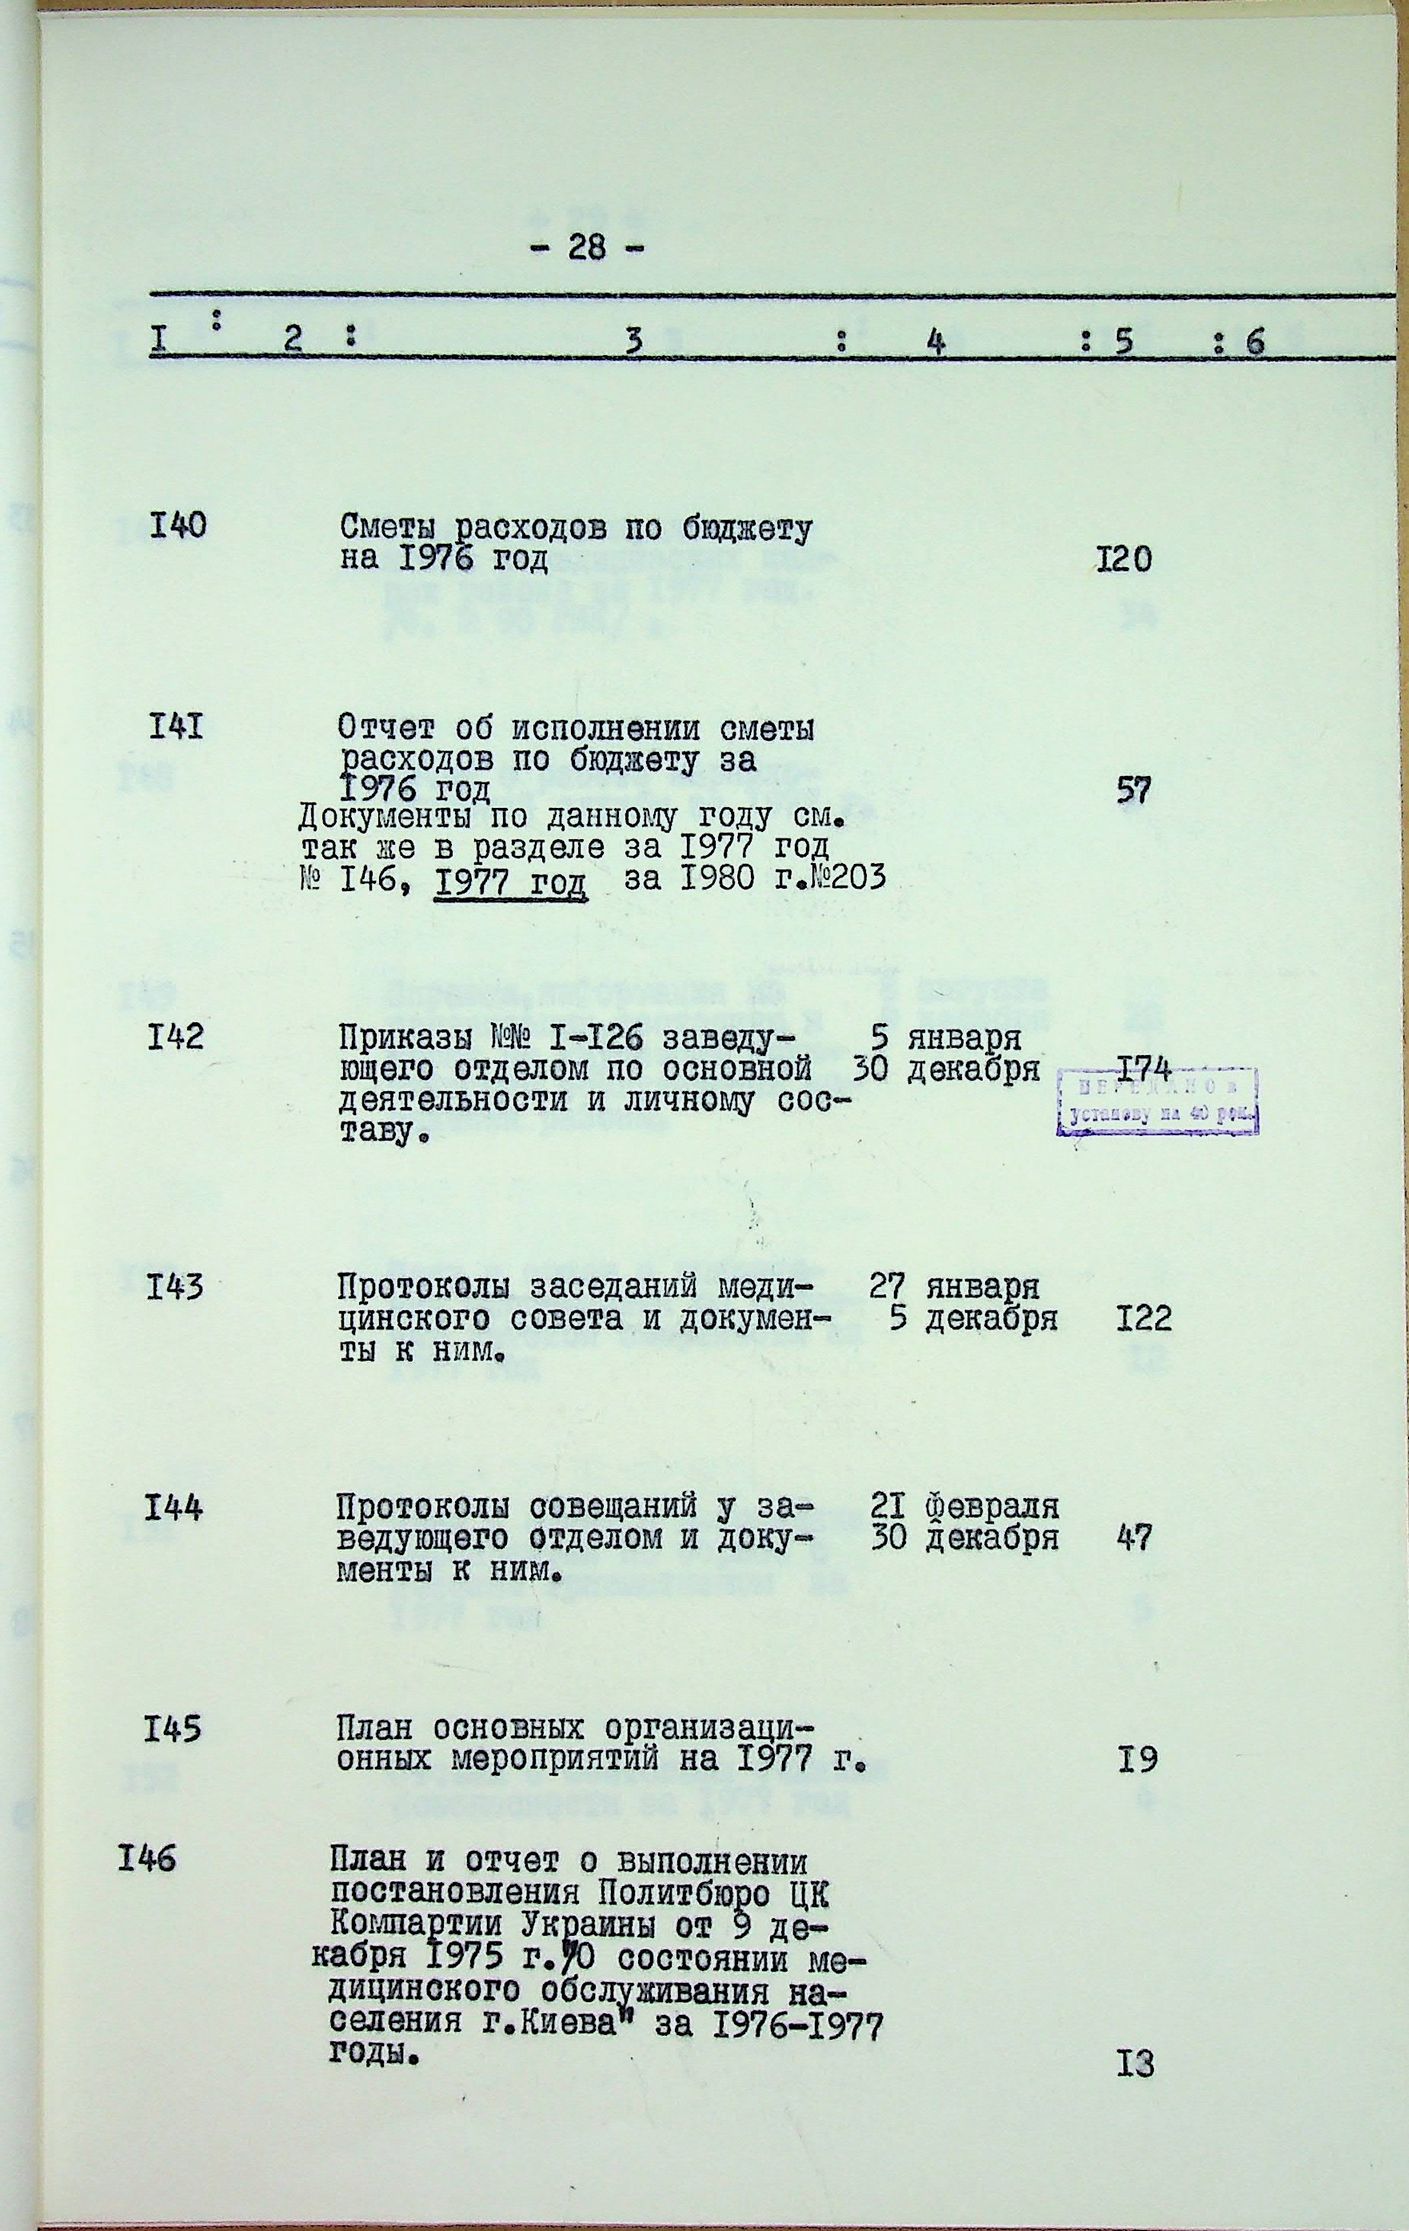 - 28 -
I : 2 : 3 : 4 : 5 : 6
I40 Сметы расходов по бюджету
на I976 год I20
I4I Отчет об исполнении сметы
расходов по бюджету за
I976 год 57
Документы по данному году см.
так же в разделе за I977 год
№ I46, I977 год за I980 г.№203
I42 Приказы №№ I-I26 заведу- 5 января
ющего отделом по основной 30 декабря I74
деятельности и личному сос-
таву.
ПЕРЕДАНО в
установу на 40 рок.
I43 Протоколы заседаний меди- 27 января
цинского совета и докумен- 5 декабря I22
ты к ним.
I44 Протоколы совещаний у за- 2I февраля
ведующего отделом и доку- 30 декабря 47
менты к ним.
I45 План основных организаци-
онных мероприятий на I977 г. I9
I46 План и отчет о выполнении
постановления Политбюро ЦК
Компартии Украины от 9 де-
кабря I975 г."О состоянии ме-
дицинского обслуживания на-
селения г.Киева" за I976-I977
годы. I3